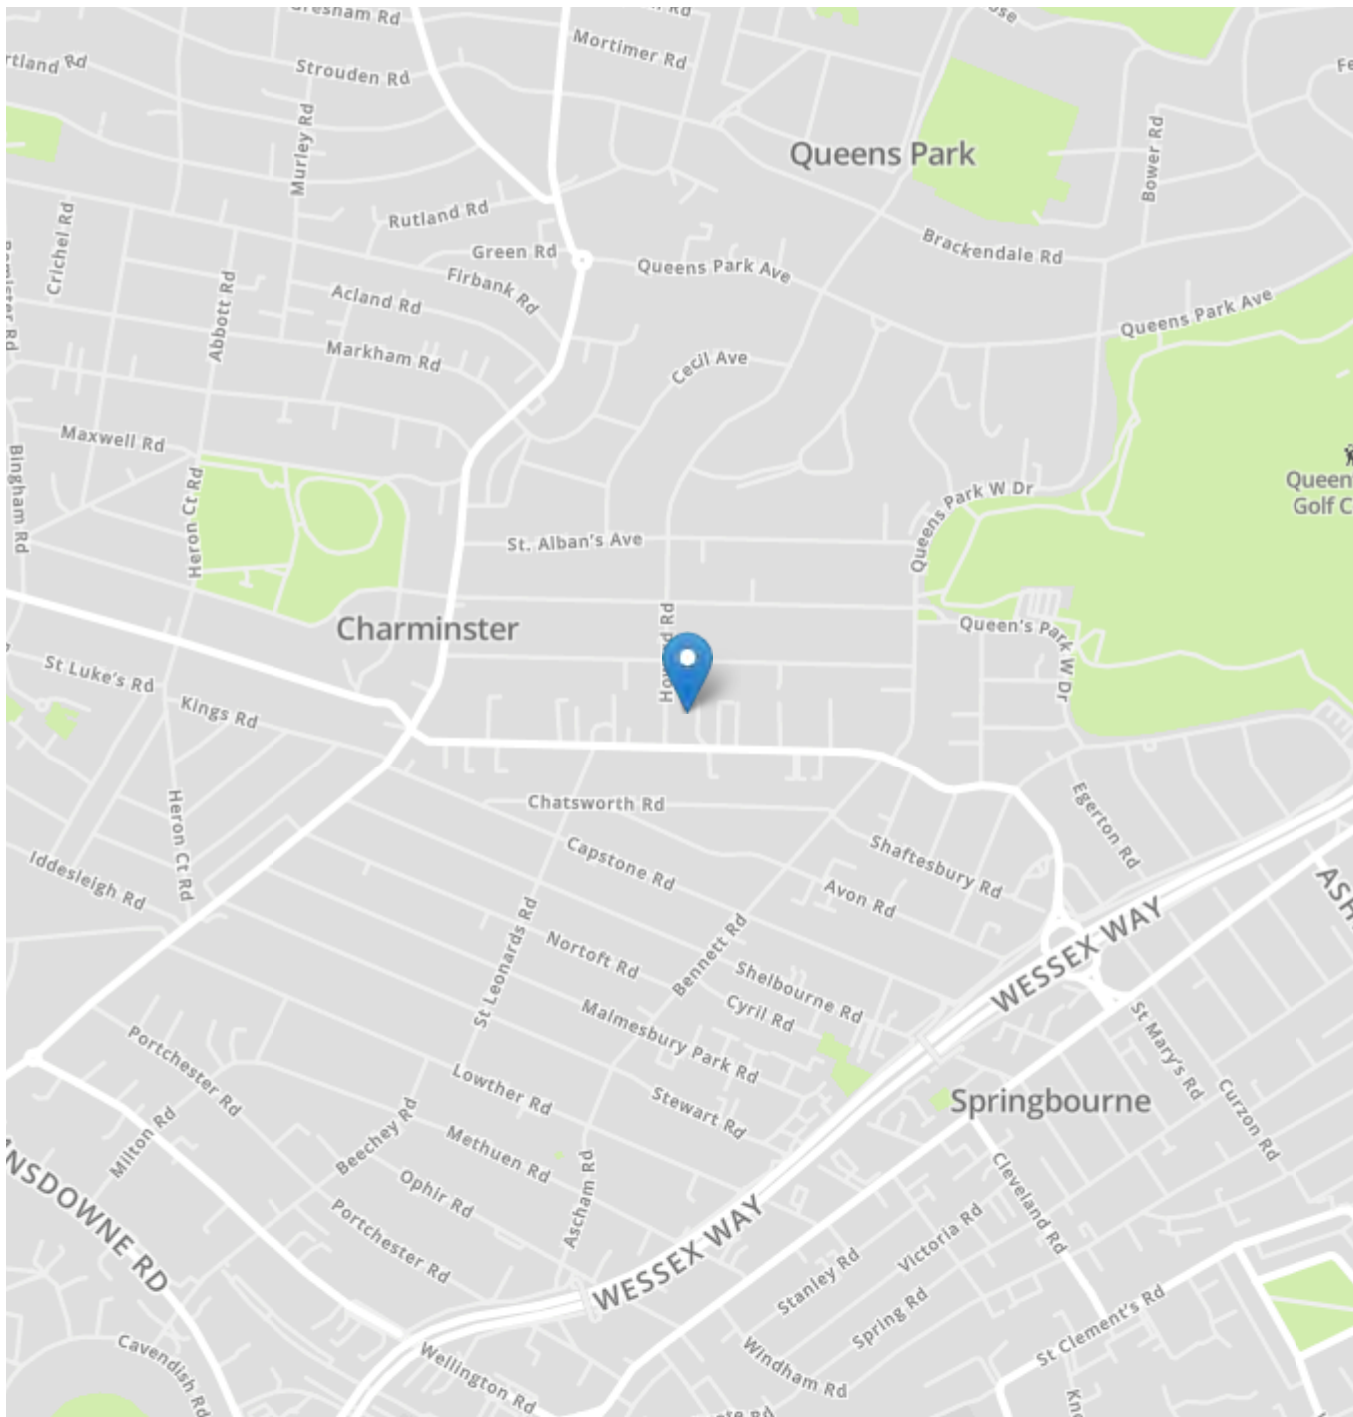 Gresham Rd
Mortimer Rd
Strouden Rd
Murley Rd
Queens Park
Bower Rd
Rutland Rd
Crichel Rd
Green Rd
Brackendale Rd
Queens Park Ave
Firbank Rd
Abbott Rd
Acland Rd
Queens Park Ave
Markham Rd
Cecil Ave
Maxwell Rd
Bingham Rd
Heron Ct Rd
Queen
Golf C
Queens Park W Dr
St. Alban's Ave
Charminster
Howard Rd
Queen's Park W Dr
St Luke's Rd
Kings Rd
Chatsworth Rd
Heron Ct Rd
Egerton Rd
Capstone Rd
Shaftesbury Rd
Iddesleigh Rd
Avon Rd
ASH
St Leonards Rd
Nortoft Rd
Bennett Rd
WESSEX WAY
Shelbourne Rd
Cyril Rd
Malmesbury Park Rd
St Mary's Rd
Portchester Rd
Lowther Rd
Stewart Rd
Springbourne
Curzon Rd
Milton Rd
Beechey Rd
Methuen Rd
Ophir Rd
Ascham Rd
Cleveland Rd
NSDOWNE RD
Portchester Rd
WESSEX WAY
Victoria Rd
Stanley Rd
Spring Rd
St Clement's Rd
Cavendish Rd
Wellington Rd
Windham Rd